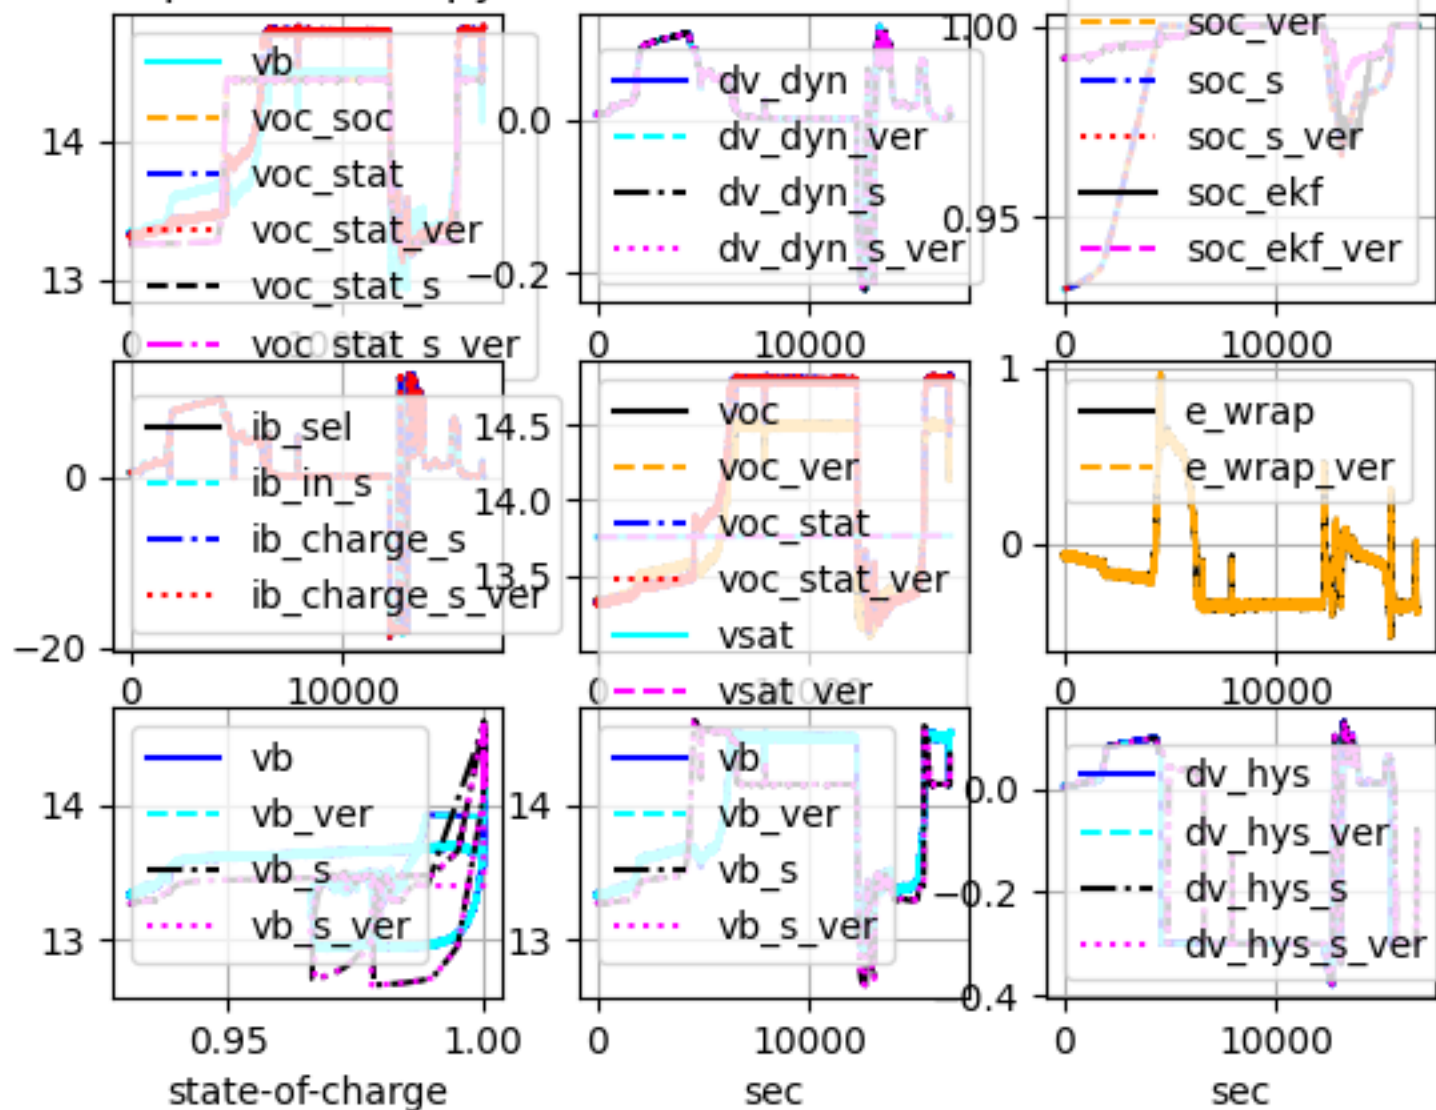 vb
voc_soc
voc_stat
voc_stat_ver
voc_stat_s
voc_stat_s_ver
14
13
0
10000
dv_dyn
dv_dyn_ver
dv_dyn_s
dv_dyn_s_ver
0.0
−0.2
0
10000
soc_ver
soc_s
soc_s_ver
soc_ekf
soc_ekf_ver
1.00
0.95
0
10000
ib_sel
ib_in_s
ib_charge_s
ib_charge_s_ver
0
−20
0
10000
voc
voc_ver
voc_stat
voc_stat_ver
vsat
vsat_ver
14.5
14.0
13.5
0
10000
e_wrap
e_wrap_ver
1
0
0
10000
vb
vb_ver
vb_s
vb_s_ver
14
13
0.95
1.00
state-of-charge
vb
vb_ver
vb_s
vb_s_ver
14
13
0
10000
sec
dv_hys
dv_hys_ver
dv_hys_s
dv_hys_s_ver
0.0
−0.2
−0.4
0
10000
sec